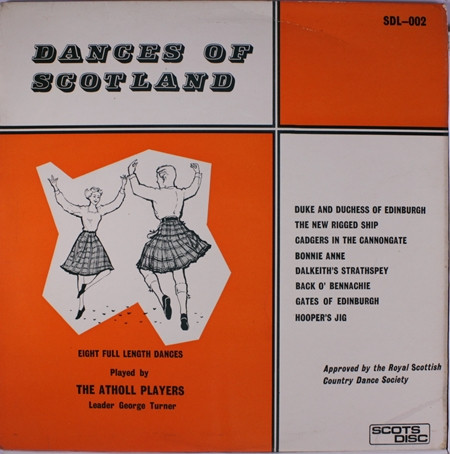 SDL-002
DANCES OF
SCOTLAND
DUKE AND DUCHESS OF EDINBURGH
THE NEW RIGGED SHIP
CADGERS IN THE CANNONGATE
BONNIE ANNE
DALKEITH'S STRATHSPEY
BACK O' BENNACHIE
GATES OF EDINBURGH
HOOPER'S JIG
EIGHT FULL LENGTH DANCES
Played by
THE ATHOLL PLAYERS
Leader George Turner
Approved by the Royal Scottish
Country Dance Society
SCOTS
DISC